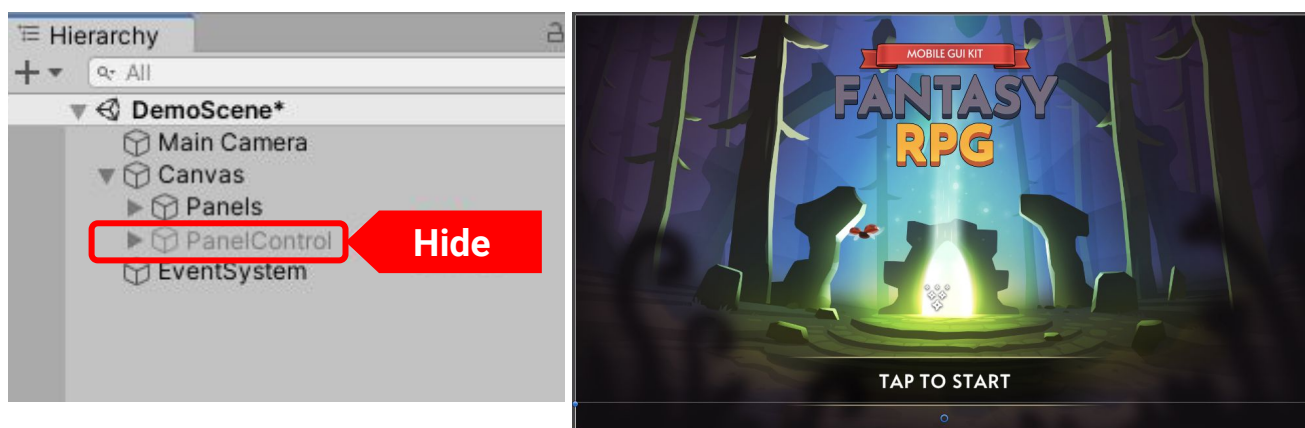 Hierarchy
All
DemoScene*
Main Camera
Canvas
Panels
PanelControl
EventSystem
Hide
MOBILE GUI KIT
FANTASY
RPG
TAP TO START